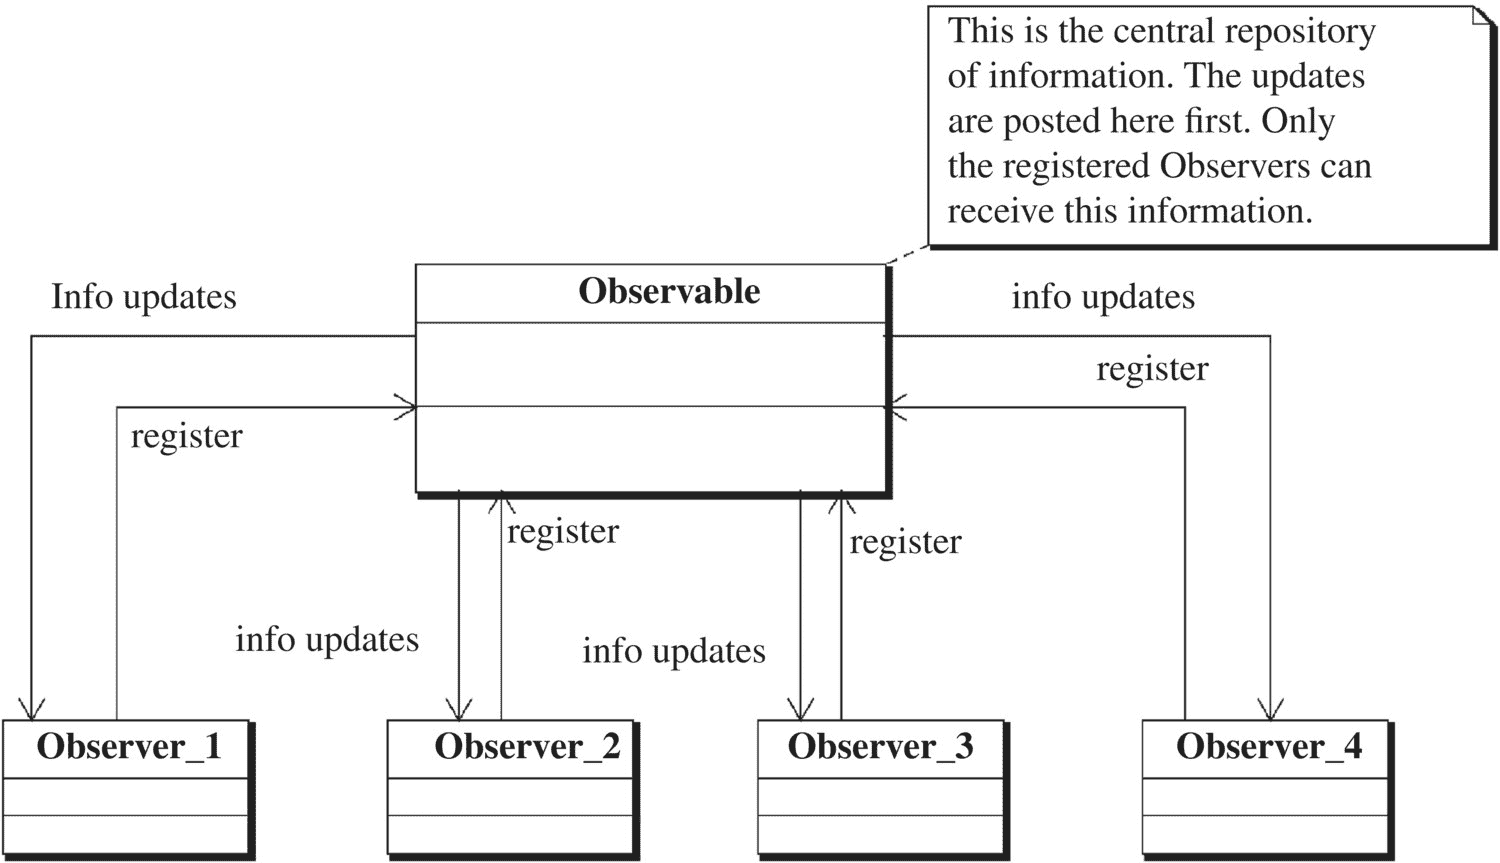 This is the central repository
of information. The updates
are posted here first. Only
the registered Observers can
receive this information.
Observable
Info updates
info updates
register
register
register
register
info updates
info updates
Observer_1
Observer_2
Observer_3
Observer_4